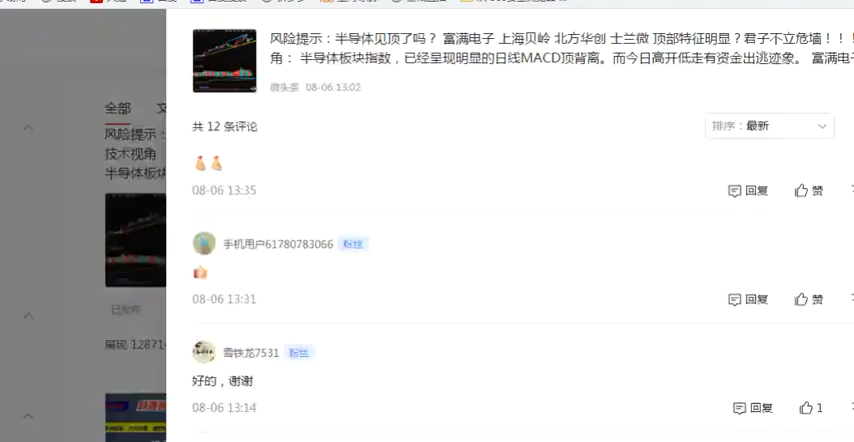 风险提示：半导体见顶了吗？ 富满电子 上海贝岭 北方华创 士兰微 顶部特征明显？君子不立危墙！！！
角： 半导体板块指数，已经呈现明显的日线MACD顶背离。而今日高开低走有资金出逃迹象。 富满电子
微头条 08-06 13:02
共 12 条评论
排序：最新
08-06 13:35
回复 赞
手机用户61780783066 粉丝
08-06 13:31
回复 赞
雪铁龙7531 粉丝
好的，谢谢
08-06 13:14
回复 1
全部
风险提示：
技术视角
半导体板块
已发布
展现 12871